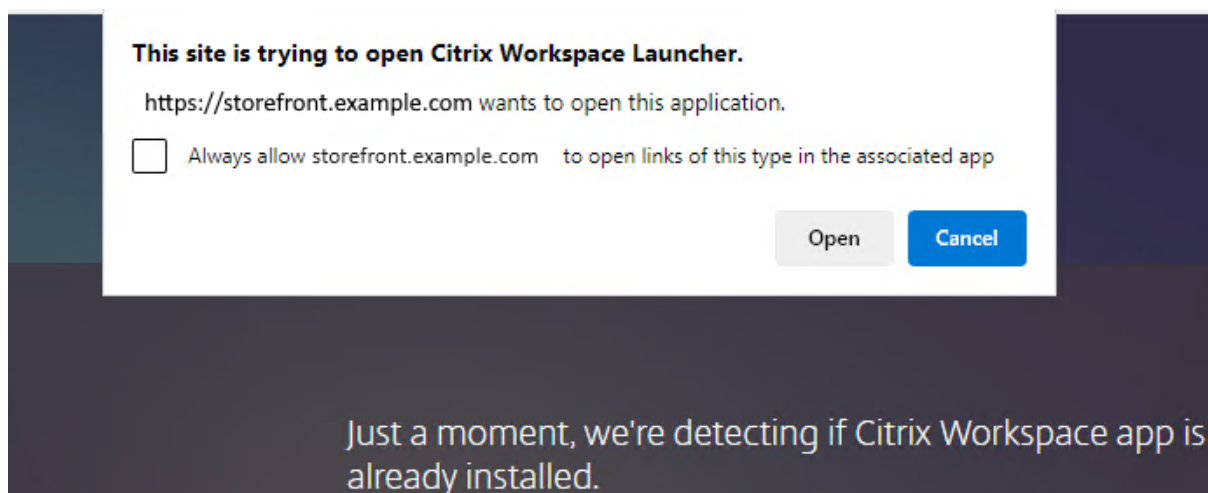 This site is trying to open Citrix Workspace Launcher.
https://storefront.example.com wants to open this application.
Always allow storefront.example.com to open links of this type in the associated app
Open Cancel
Just a moment, we're detecting if Citrix Workspace app is
already installed.